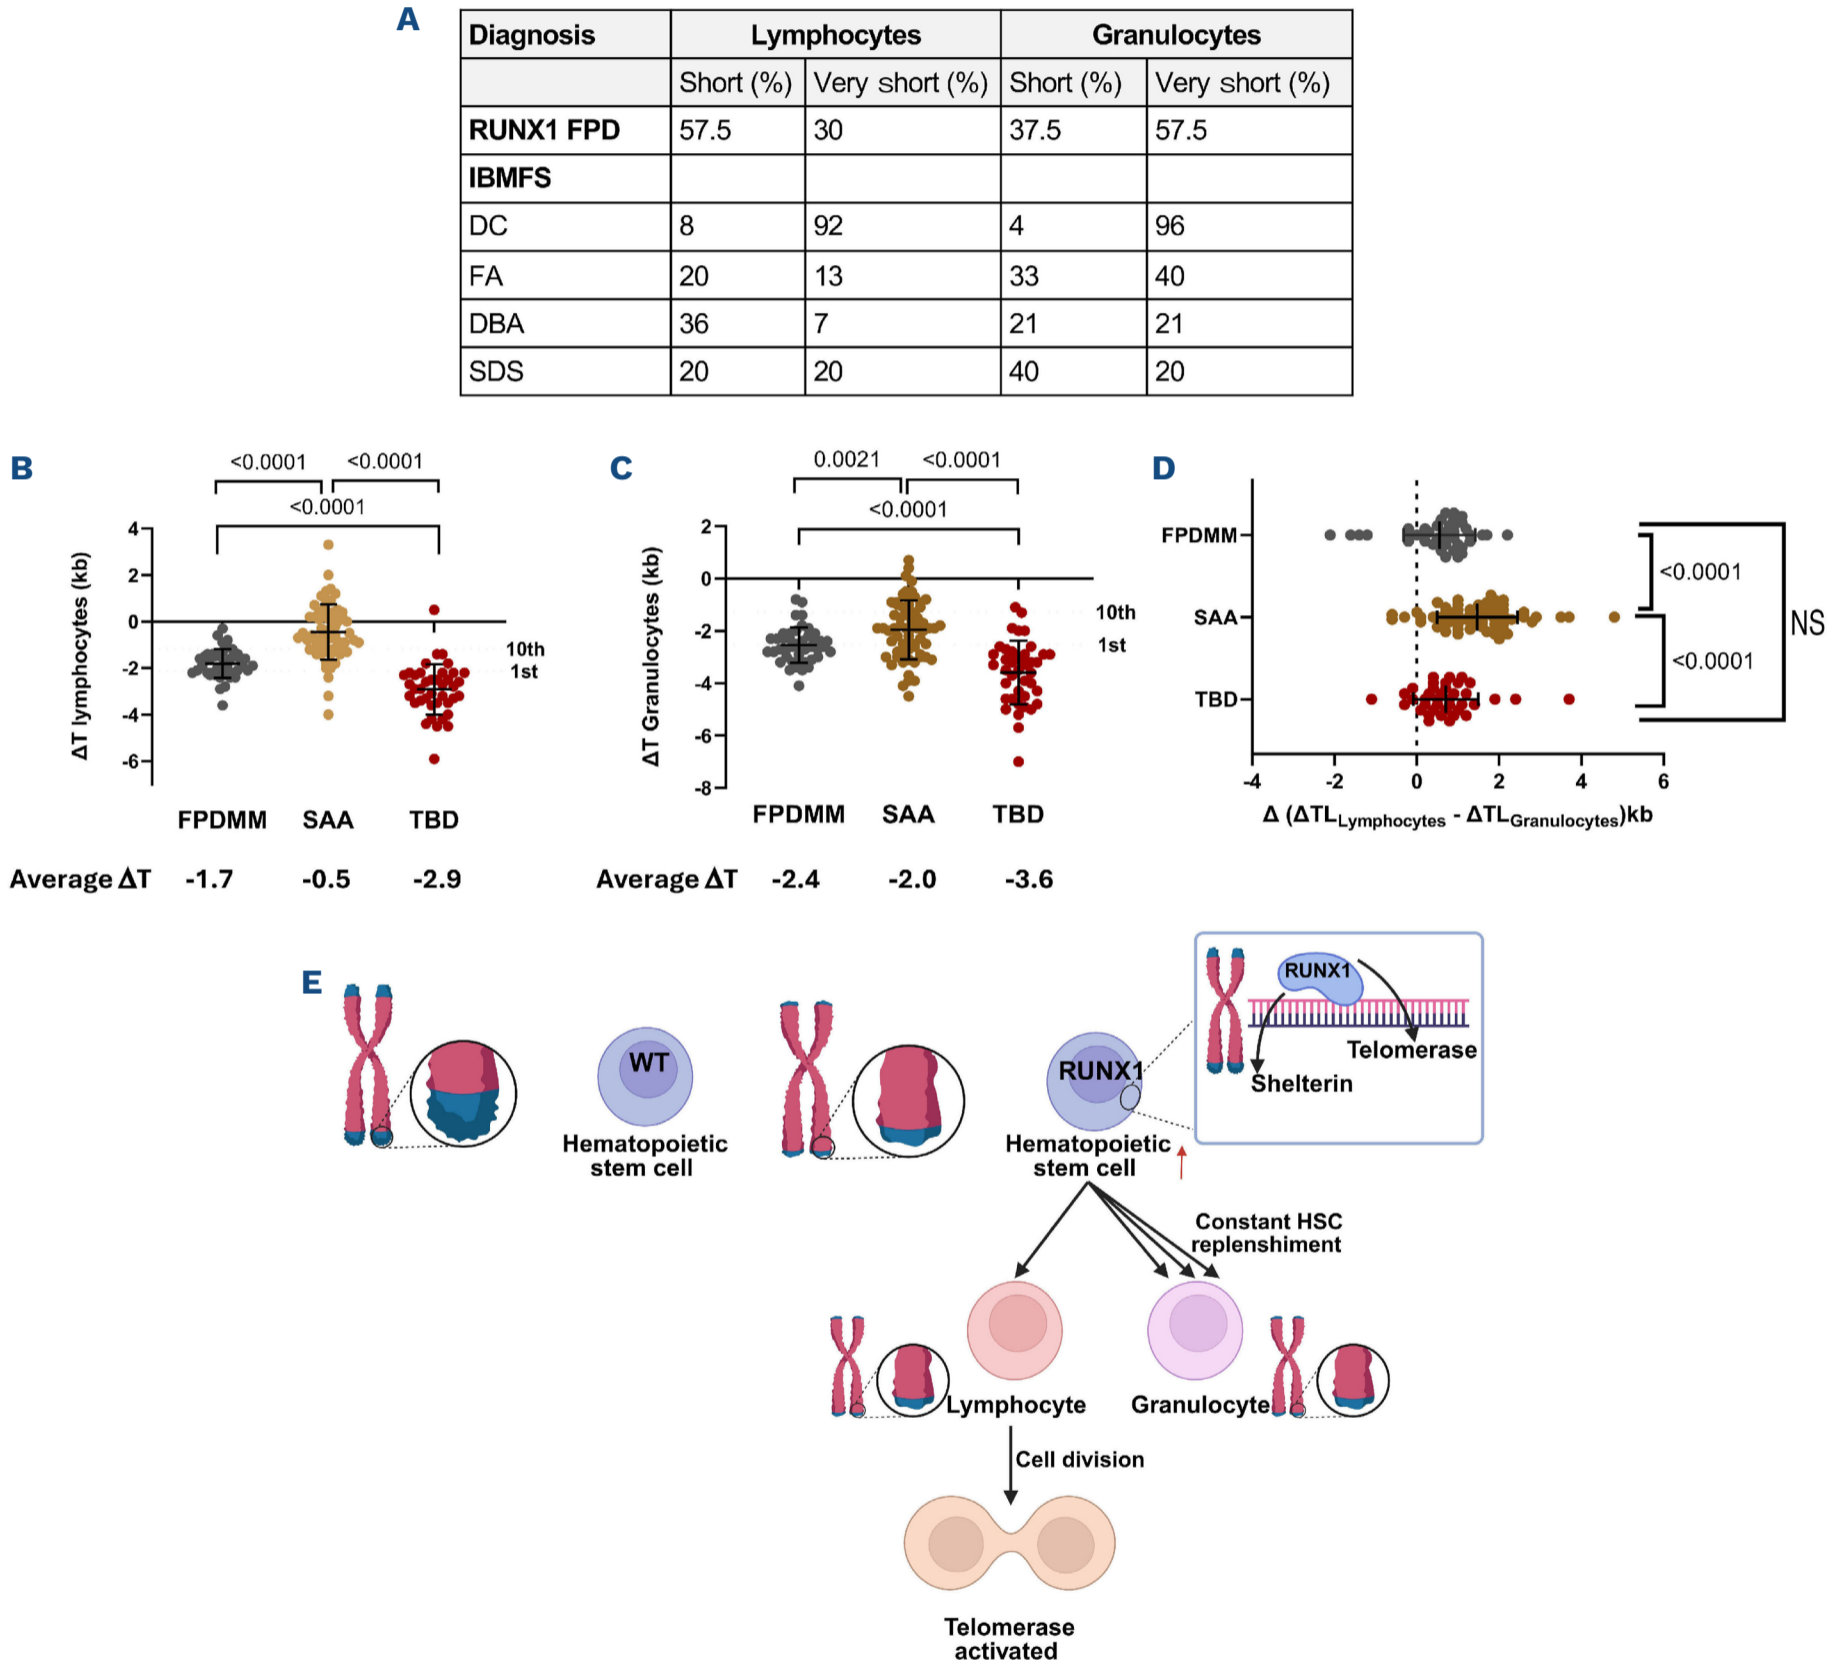 A
Diagnosis Lymphocytes Granulocytes
Short (%) Very short (%) Short (%) Very short (%)
RUNX1 FPD 57.5 30 37.5 57.5
IBMFS
DC 8 92 4 96
FA 20 13 33 40
DBA 36 7 21 21
SDS 20 20 40 20
B
<0.0001 <0.0001
<0.0001
ΔT lymphocytes (kb)
4
2
0
-2
-4
-6
10th
1st
FPDMM SAA TBD
Average ΔT -1.7 -0.5 -2.9
C
0.0021 <0.0001
<0.0001
ΔT Granulocytes (kb)
2
0
-2
-4
-6
-8
10th
1st
FPDMM SAA TBD
Average ΔT -2.4 -2.0 -3.6
D
FPDMM
SAA
TBD
<0.0001
<0.0001
NS
-4 -2 0 2 4 6
Δ (ΔTLLymphocytes - ΔTLGranulocytes)kb
E
WT
Hematopoietic
stem cell
RUNX1
Hematopoietic
stem cell
RUNX1
Telomerase
Shelterin
Constant HSC
replenshiment
Lymphocyte
Granulocyte
Cell division
Telomerase
activated